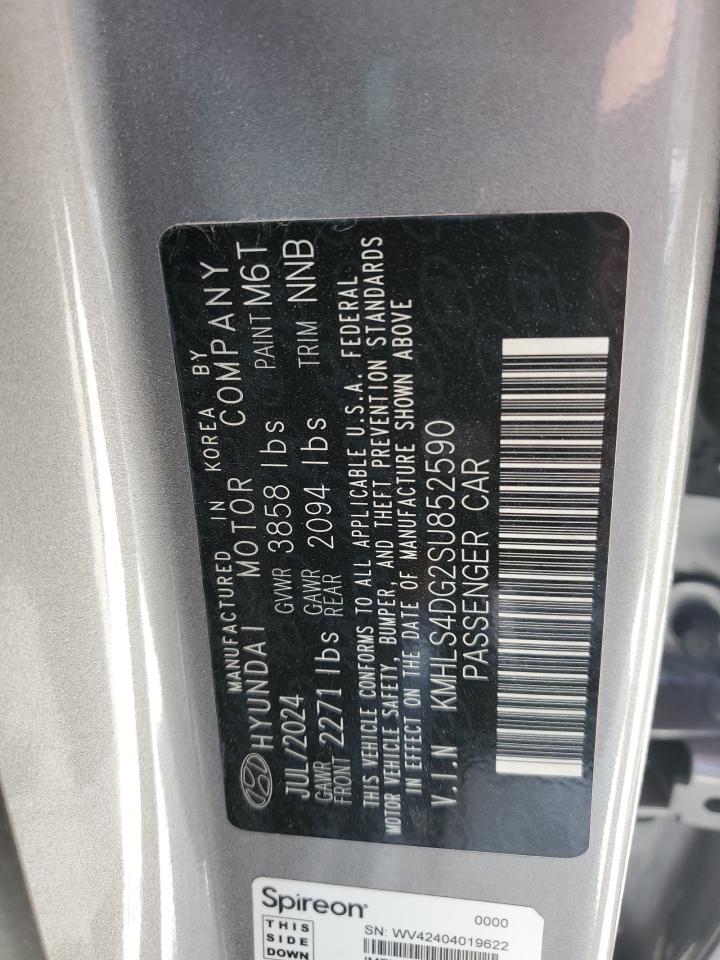 MANUFACTURED IN KOREA BY
HYUNDAI MOTOR COMPANY
JUL/2024 GVWR 3858 lbs PAINT M6T
GAWR FRONT 2271 lbs GAWR REAR 2094 lbs TRIM NNB
THIS VEHICLE CONFORMS TO ALL APPLICABLE U.S.A. FEDERAL
MOTOR VEHICLE SAFETY, BUMPER, AND THEFT PREVENTION STANDARDS
IN EFFECT ON THE DATE OF MANUFACTURE SHOWN ABOVE
V.I.N KMHLS4DG2SU852590
PASSENGER CAR
Spireon
0000
THIS
SIDE
DOWN
SN: WV42404019622